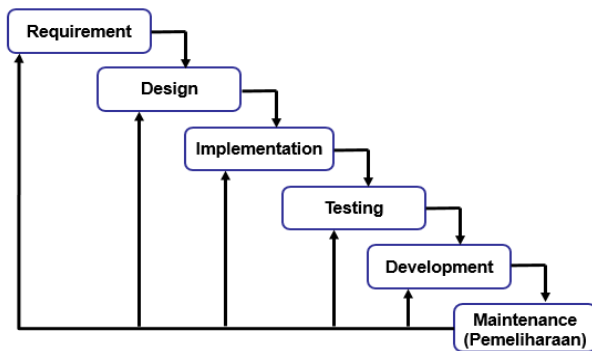 Requirement
Design
Implementation
Testing
Development
Maintenance
(Pemeliharaan)